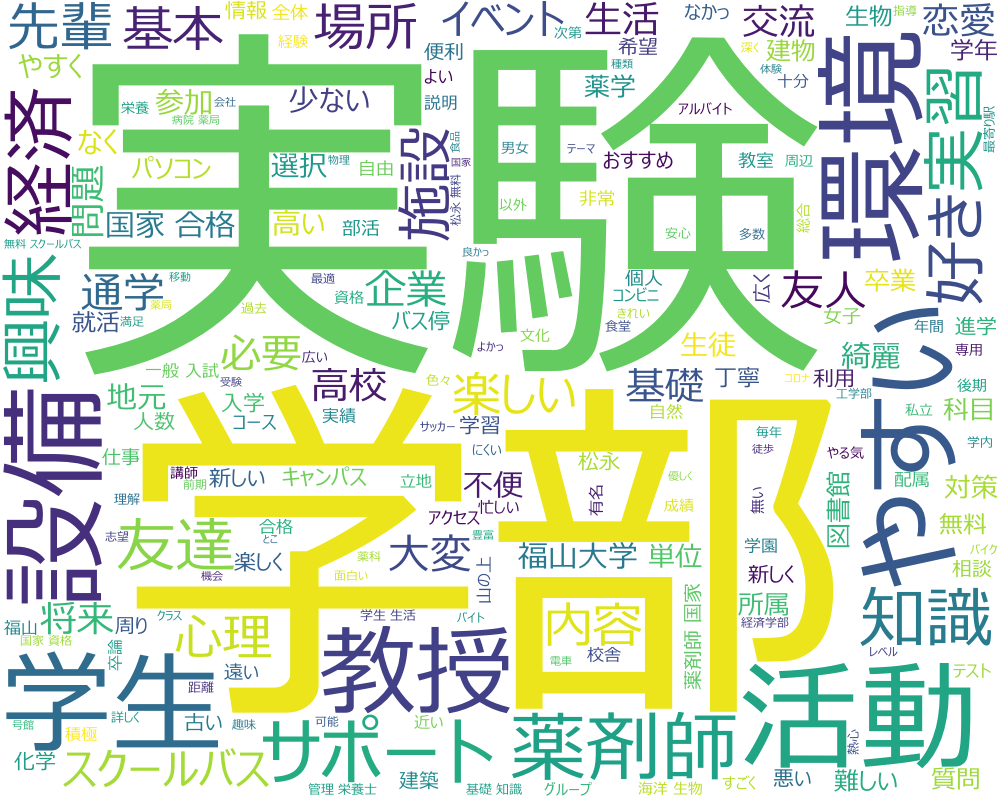 先輩
基本
情報
全体
経験
場所
イベント
生活
希望
なかっ
交流
生物
指導
恋愛
やすく
便利
次第
深く
建物
学年
栄養
会社
参加
少ない
よい
説明
種類
薬学
体験
十分
環境
実験
病院 薬局
アルバイト
経済
なく
パソコン
選択
物理
自由
施設
食品
国家
男女
テーマ
おすすめ
教室
周辺
実習
最寄り駅
問題
国家 合格
高い
部活
松永 無料
以外
非常
総合
好き
無料 スクールバス
安心
多数
興味
通学
移動
最適
資格
企業
良かっ
個人
友人
卒業
就活
満足
薬局
過去
バス停
コンビニ
広く
きれい
食堂
女子
年間
進学
一般 入試
必要
広い
よかっ
文化
生徒
綺麗
専用
やすい
地元
受験
高校
色々
楽しい
基礎
丁寧
コロナ
利用
工学部
後期
人数
入学
コース
実績
サッカー
学習
自然
毎年
私立
科目
設備
仕事
講師
前期
新しい
キャンパス
立地
にくい
徒歩
やる気
学内
学部
理解
不便
松永
有名
優しく
成績
無い
図書館
配属
対策
志望
友達
合格
とこ
アクセス
忙しい
大変
豊富
福山大学
単位
学園
無料
バイク
楽しく
薬科
面白い
機会
山の上
新しく
相談
福山
将来
周り
クラス
学生 生活
バイト
内容
薬剤師 国家
所属
経済学部
知識
国家 資格
卒論
心理
教授
校舎
レベル
学生
遠い
電車
テスト
距離
号館
積極
詳しく
古い
趣味
可能
近い
サポート
薬剤師
活動
熱心
化学
スクールバス
建築
すごく
悪い
難しい
質問
管理 栄養士
基礎 知識
グループ
海洋 生物